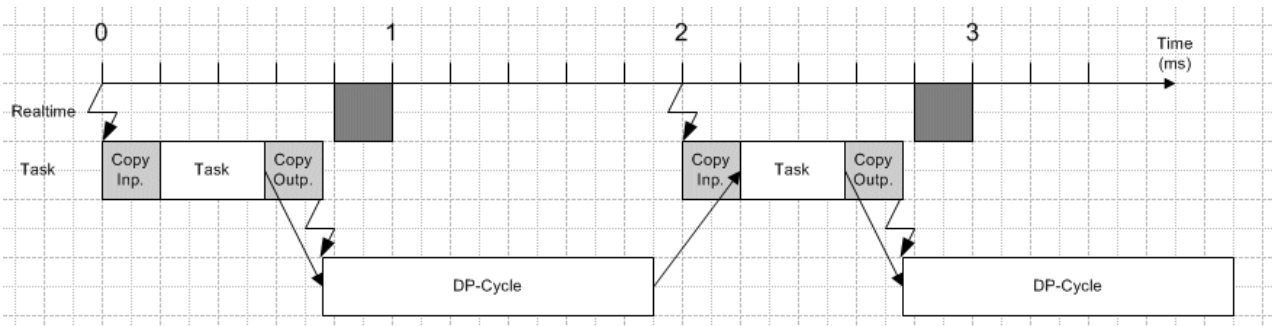 0 1 2 3
Time
(ms)
Realtime
Task
Copy
Inp.
Task
Copy
Outp.
Copy
Inp.
Task
Copy
Outp.
DP-Cycle
DP-Cycle